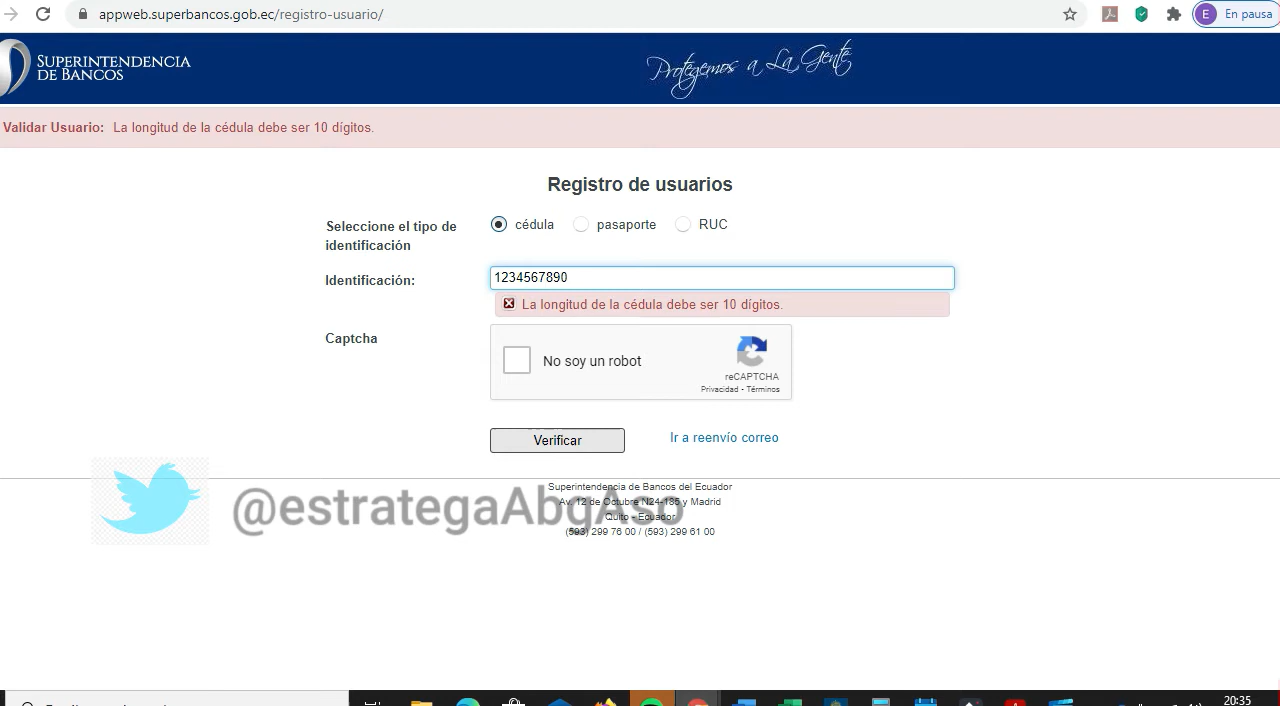 appweb.superbancos.gob.ec/registro-usuario/
E En pausa
SUPERINTENDENCIA
DE BANCOS
Protegemos a La Gente
Validar Usuario: La longitud de la cédula debe ser 10 dígitos.
Registro de usuarios
Seleccione el tipo de
identificación
cédula pasaporte RUC
Identificación:
1234567890
La longitud de la cédula debe ser 10 dígitos.
Captcha
No soy un robot
reCAPTCHA
Privacidad - Términos
Verificar
Ir a reenvío correo
@estrategaAbgAso
Superintendencia de Bancos del Ecuador
Av. 12 de Octubre N24-185 y Madrid
Quito - Ecuador
(593) 299 76 00 / (593) 299 61 00
20:35